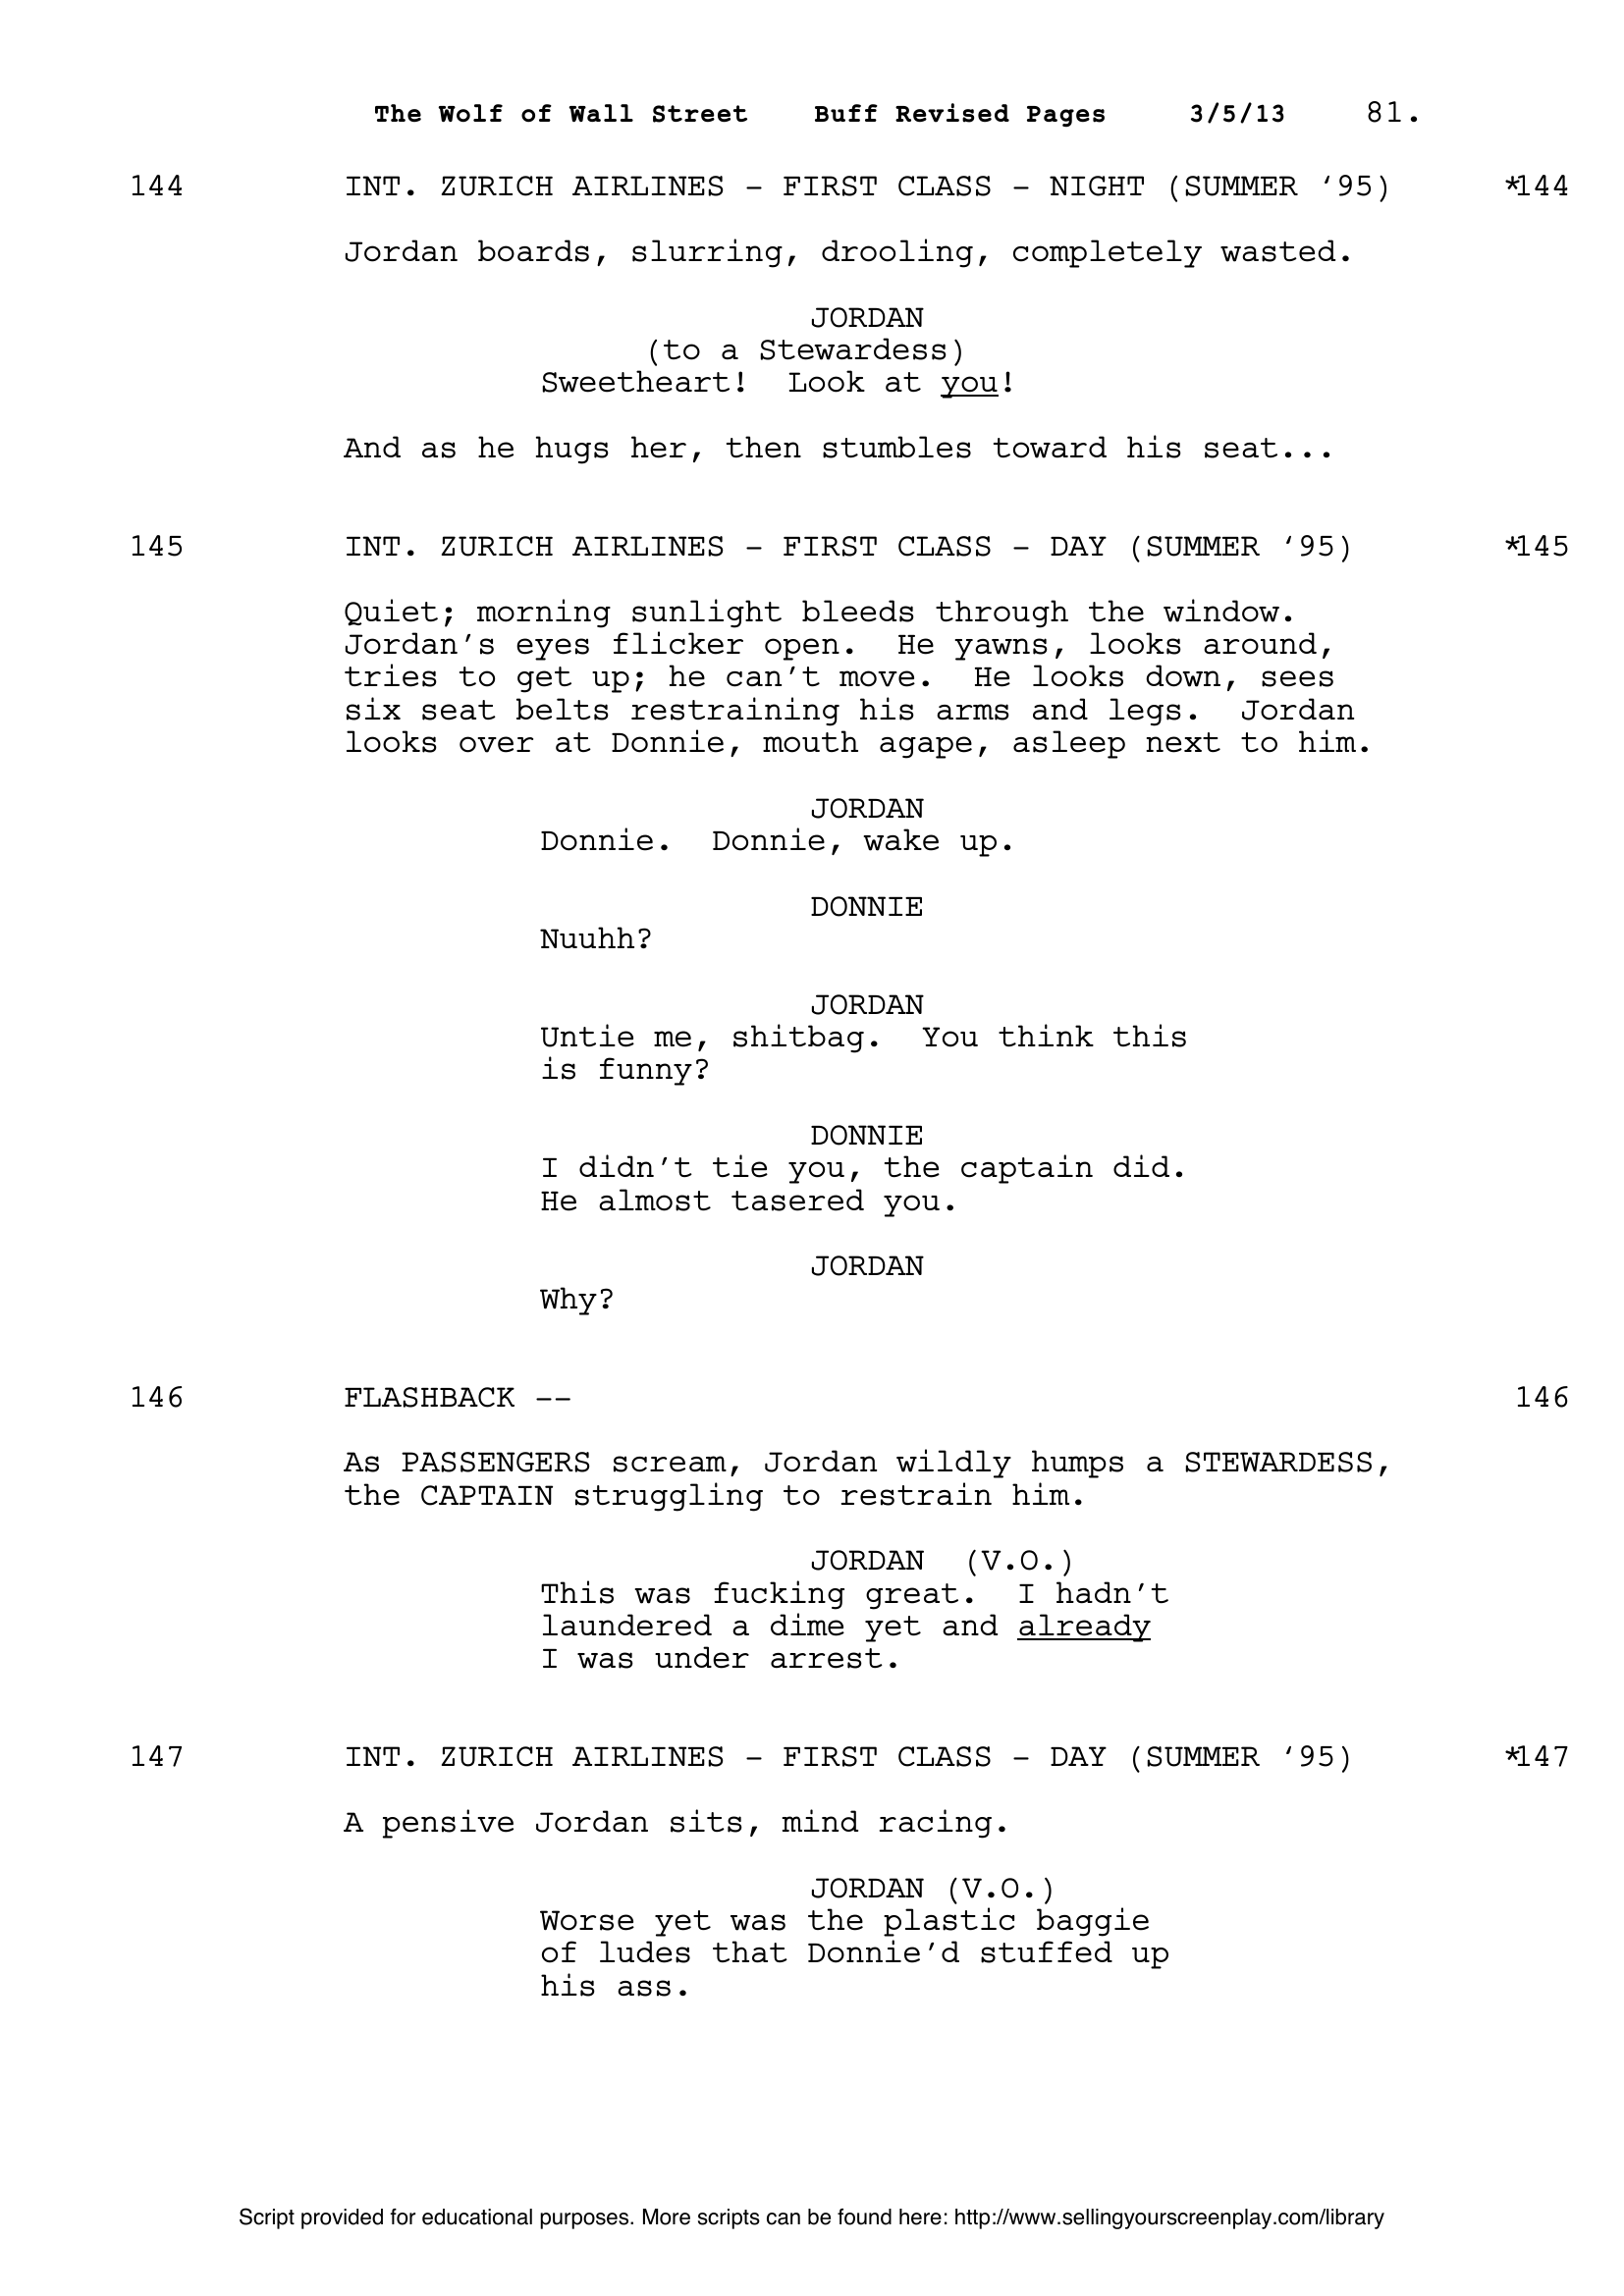 The Wolf of Wall Street Buff Revised Pages 3/5/13 81.
144 INT. ZURICH AIRLINES – FIRST CLASS – NIGHT (SUMMER ‘95) *144
Jordan boards, slurring, drooling, completely wasted.
JORDAN
(to a Stewardess)
Sweetheart! Look at you!
And as he hugs her, then stumbles toward his seat...
145 INT. ZURICH AIRLINES – FIRST CLASS – DAY (SUMMER ‘95) *145
Quiet; morning sunlight bleeds through the window.
Jordan’s eyes flicker open. He yawns, looks around,
tries to get up; he can’t move. He looks down, sees
six seat belts restraining his arms and legs. Jordan
looks over at Donnie, mouth agape, asleep next to him.
JORDAN
Donnie. Donnie, wake up.
DONNIE
Nuuhh?
JORDAN
Untie me, shitbag. You think this
is funny?
DONNIE
I didn’t tie you, the captain did.
He almost tasered you.
JORDAN
Why?
146 FLASHBACK –– 146
As PASSENGERS scream, Jordan wildly humps a STEWARDESS,
the CAPTAIN struggling to restrain him.
JORDAN (V.O.)
This was fucking great. I hadn’t
laundered a dime yet and already
I was under arrest.
147 INT. ZURICH AIRLINES – FIRST CLASS – DAY (SUMMER ‘95) *147
A pensive Jordan sits, mind racing.
JORDAN (V.O.)
Worse yet was the plastic baggie
of ludes that Donnie’d stuffed up
his ass.
Script provided for educational purposes. More scripts can be found here: http://www.sellingyourscreenplay.com/library